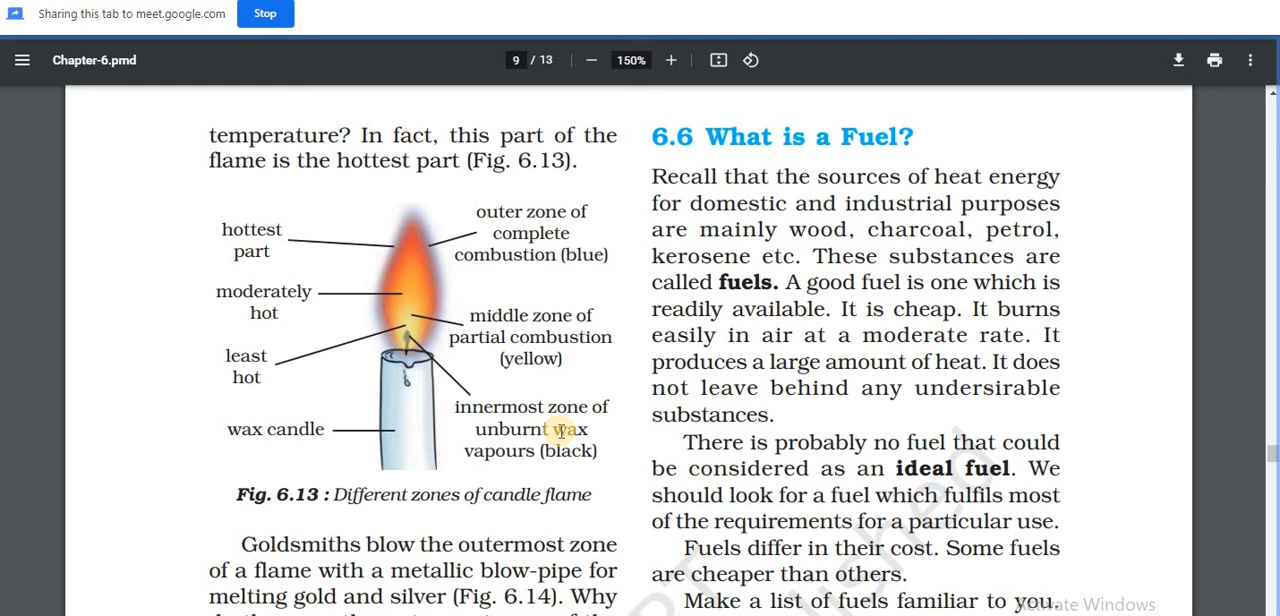 Sharing this tab to meet.google.com Stop
Chapter-6.pmd 9 / 13 150%
temperature? In fact, this part of the
flame is the hottest part (Fig. 6.13).
hottest
part
moderately
hot
least
hot
wax candle
outer zone of
complete
combustion (blue)
middle zone of
partial combustion
(yellow)
innermost zone of
unburnt wax
vapours (black)
Fig. 6.13 : Different zones of candle flame
Goldsmiths blow the outermost zone
of a flame with a metallic blow-pipe for
melting gold and silver (Fig. 6.14). Why
6.6 What is a Fuel?
Recall that the sources of heat energy
for domestic and industrial purposes
are mainly wood, charcoal, petrol,
kerosene etc. These substances are
called fuels. A good fuel is one which is
readily available. It is cheap. It burns
easily in air at a moderate rate. It
produces a large amount of heat. It does
not leave behind any undersirable
substances.
There is probably no fuel that could
be considered as an ideal fuel. We
should look for a fuel which fulfils most
of the requirements for a particular use.
Fuels differ in their cost. Some fuels
are cheaper than others.
Make a list of fuels familiar to you.
Activate Windows